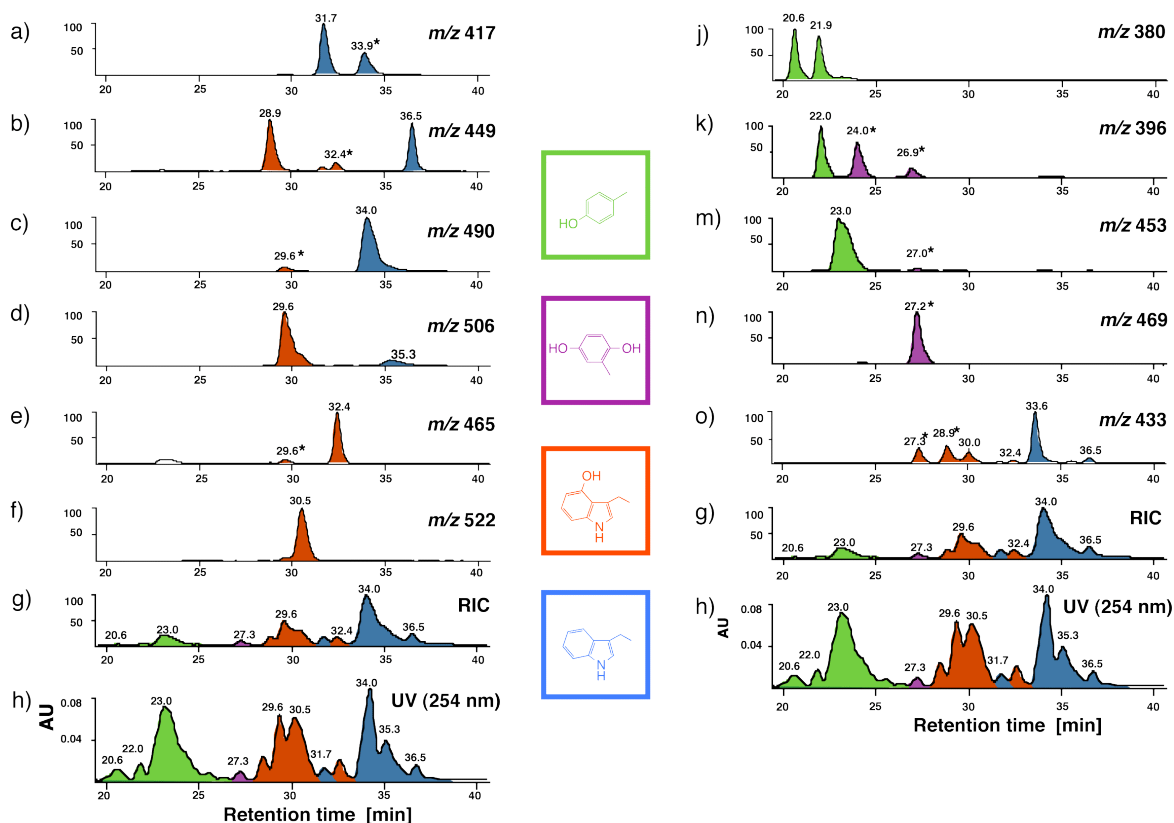 a)
100
50
31.7
33.9*
m/z 417
20 25 30 35 40
b)
100
50
28.9
32.4*
36.5
m/z 449
20 25 30 35 40
c)
100
50
29.6 *
34.0
m/z 490
20 25 30 35 40
d)
100
50
29.6
35.3
m/z 506
20 25 30 35 40
e)
100
50
29.6*
32.4
m/z 465
20 25 30 35 40
f)
100
50
30.5
m/z 522
20 25 30 35 40
g)
100
50
20.6 23.0 27.3 29.6 32.4 34.0 36.5
RIC
20 25 30 35 40
h)
AU
0.08
0.04
20.6 22.0 23.0 27.3 29.6 30.5 31.7 34.0 35.3 36.5
UV (254 nm)
20 25 30 35 40
Retention time [min]
HO
HO OH
OH
N
H
N
H
j)
100
50
20.6 21.9
m/z 380
20 25 30 35 40
k)
100
50
22.0
24.0*
26.9*
m/z 396
20 25 30 35 40
m)
100
50
23.0
27.0*
m/z 453
20 25 30 35 40
n)
100
50
27.2*
m/z 469
20 25 30 35 40
o)
100
50
27.3* 28.9* 30.0 32.4 33.6 36.5
m/z 433
20 25 30 35 40
g)
100
50
20.6 23.0 27.3 29.6 32.4 34.0 36.5
RIC
20 25 30 35 40
h)
AU
0.08
0.04
20.6 22.0 23.0 27.3 29.6 30.5 31.7 34.0 35.3 36.5
UV (254 nm)
20 25 30 35 40
Retention time [min]